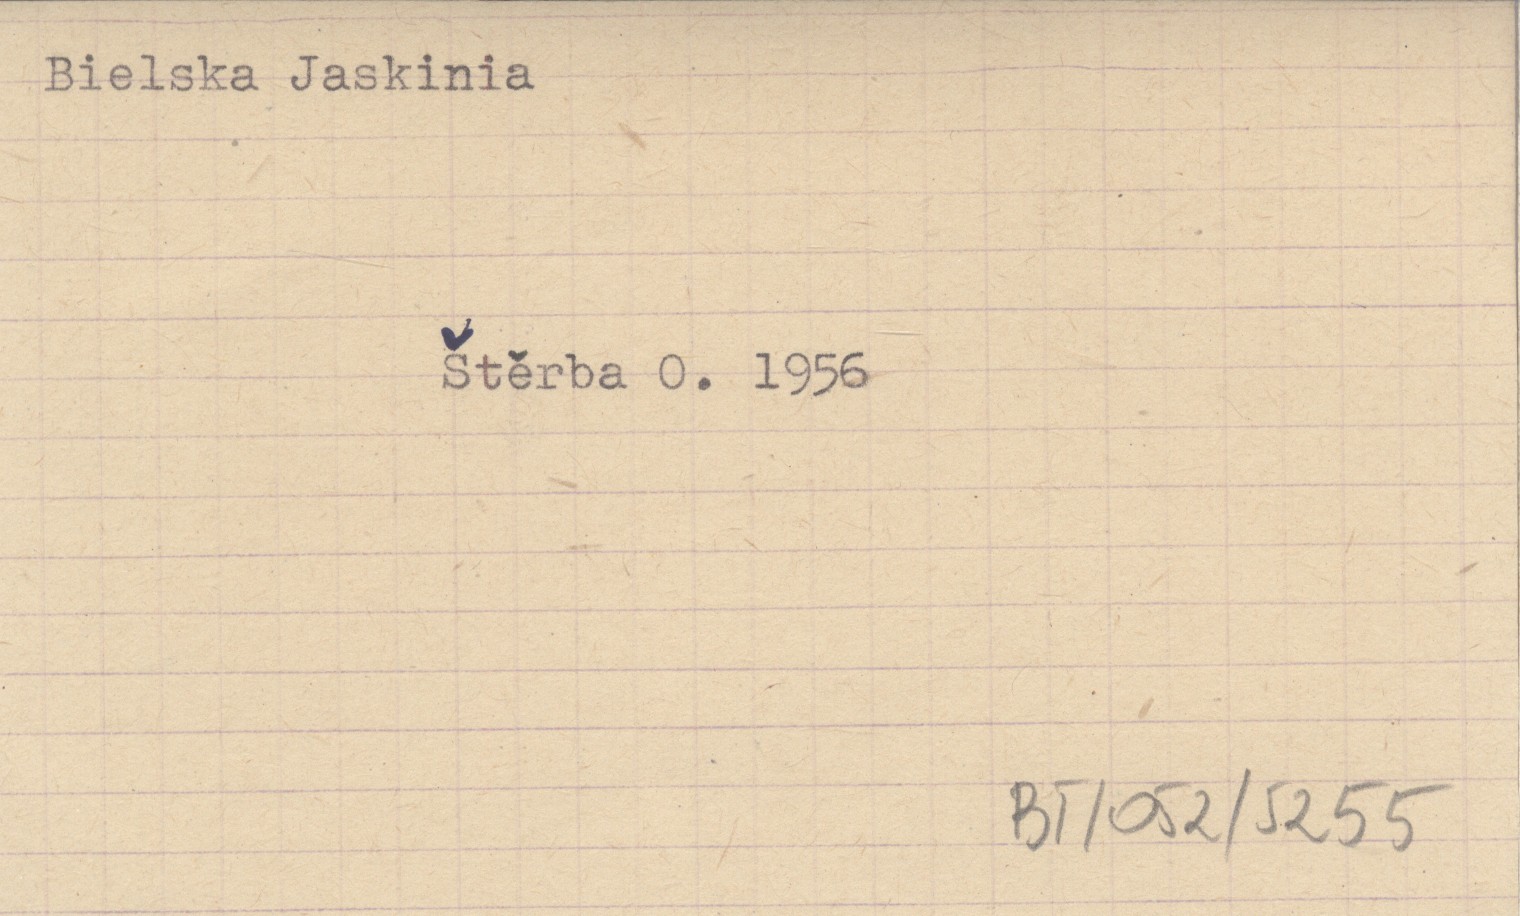 Bielska Jaskinia
Štěrba O. 1956
BT/052/5255